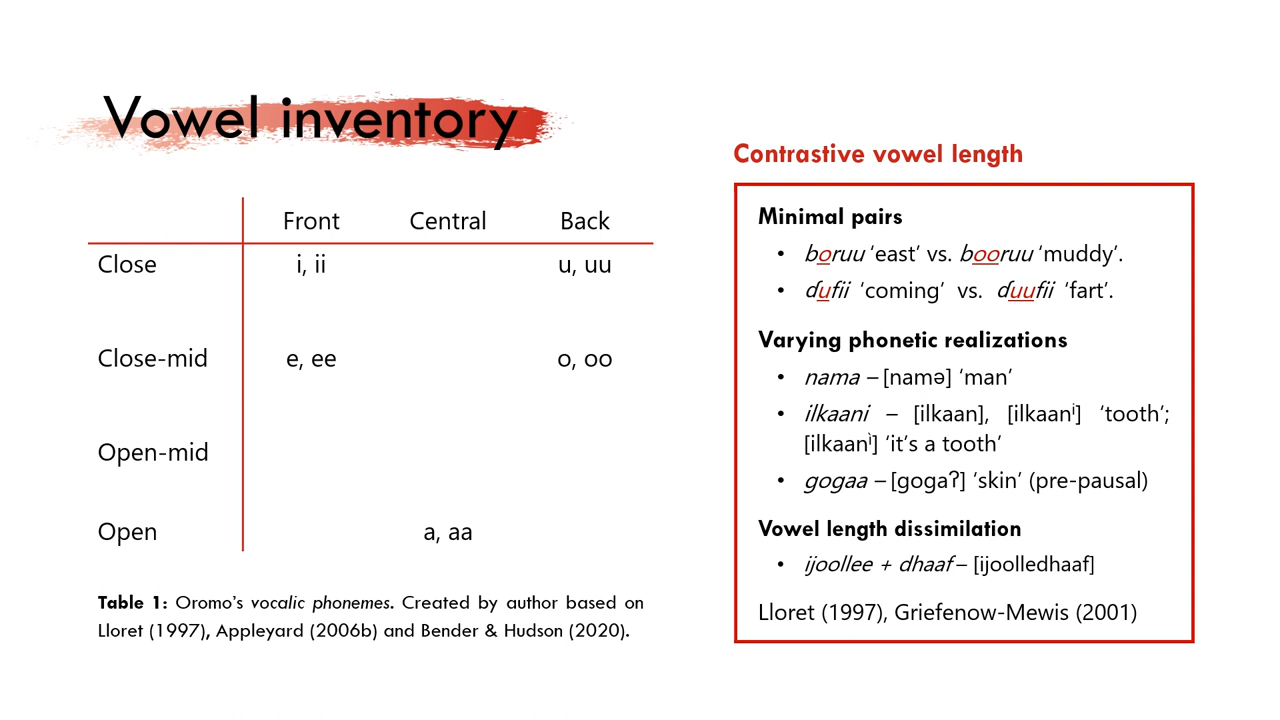 Vowel inventory
Front Central Back
Close i, ii u, uu
Close-mid e, ee o, oo
Open-mid
Open a, aa
Table 1: Oromo’s vocalic phonemes. Created by author based on
Lloret (1997), Appleyard (2006b) and Bender & Hudson (2020).
Contrastive vowel length
Minimal pairs
• boruu ‘east’ vs. booruu ‘muddy’.
• dufii ‘coming’ vs. duufii ‘fart’.
Varying phonetic realizations
• nama – [namə] ‘man’
• ilkaani – [ilkaan], [ilkaanⁱ] ‘tooth’;
[ilkaanⁱ̀] ‘it’s a tooth’
• gogaa – [gogaʔ] ‘skin’ (pre-pausal)
Vowel length dissimilation
• ijoollee + dhaaf – [ijoolledhaaf]
Lloret (1997), Griefenow-Mewis (2001)